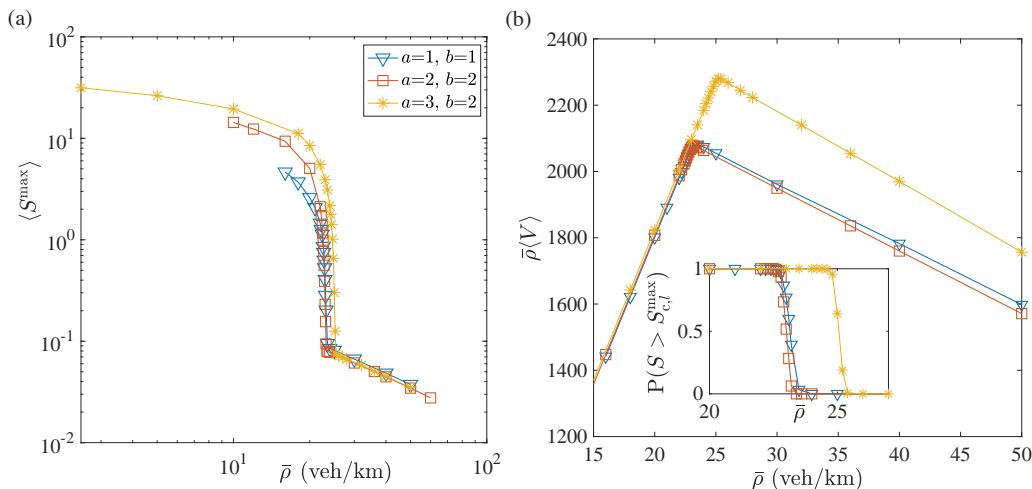 (a)
10^2
10^1
10^0
10^{-1}
10^{-2}
⟨S^{max}⟩
a=1, b=1
a=2, b=2
a=3, b=2
10^1
10^2
ρ̄ (veh/km)
(b)
2200
2000
1800
1600
1400
1200
ρ̄⟨V⟩
15
20
25
30
35
40
45
50
ρ̄ (veh/km)
P(S > S_{c,l}^{max})
1
0.5
0
20
25
ρ̄